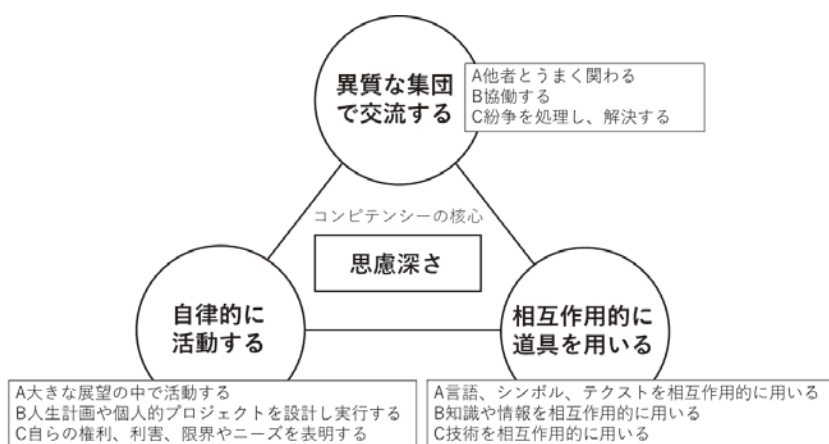 異質な集団
で交流する
A他者とうまく関わる
B協働する
C紛争を処理し、解決する
コンピテンシーの核心
思慮深さ
自律的に
活動する
相互作用的に
道具を用いる
A大きな展望の中で活動する
B人生計画や個人的プロジェクトを設計し実行する
C自らの権利、利害、限界やニーズを表明する
A言語、シンボル、テクストを相互作用的に用いる
B知識や情報を相互作用的に用いる
C技術を相互作用的に用いる